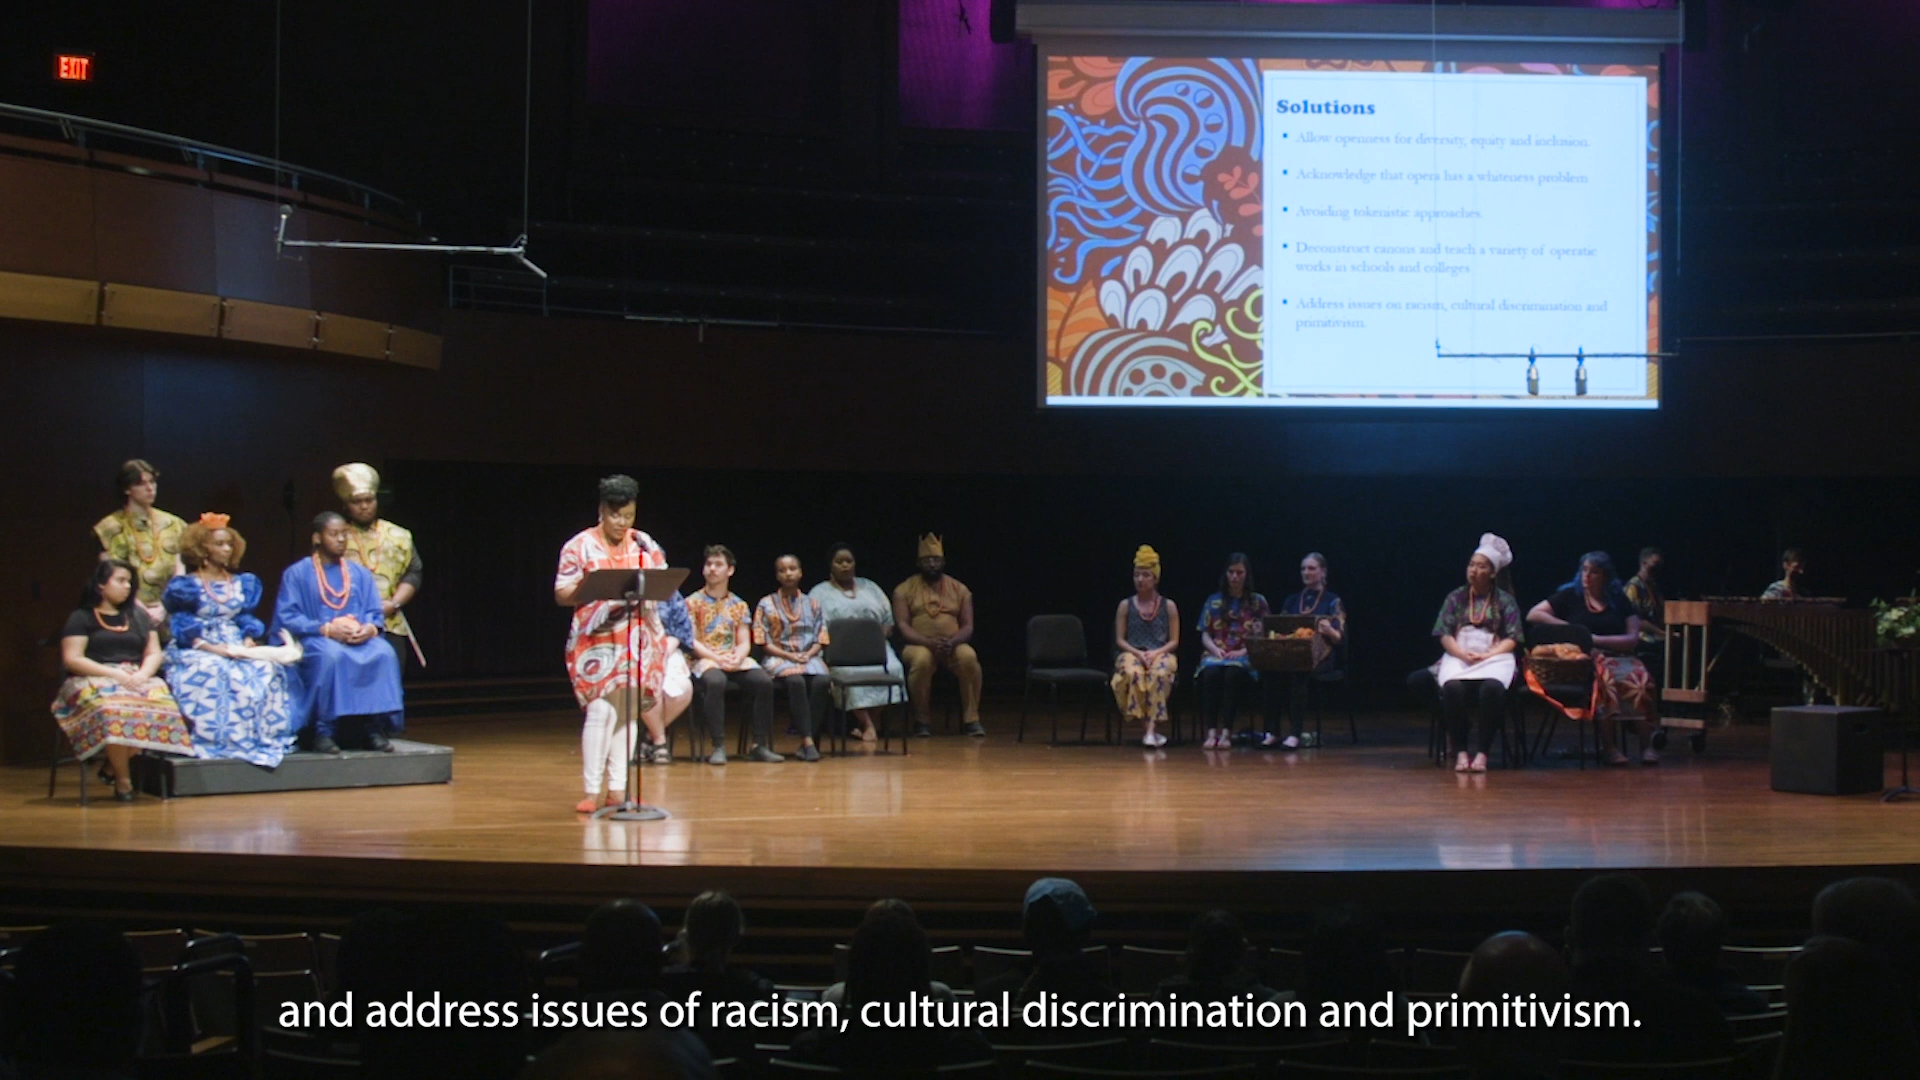 EXIT
Solutions
Allow openness for diversity, equity and inclusion.
Acknowledge that opera has a whiteness problem
Avoiding tokenistic approaches.
Deconstruct canons and teach a variety of operatic
works in schools and colleges
Address issues on racism, cultural discrimination and
primitivism.
and address issues of racism, cultural discrimination and primitivism.